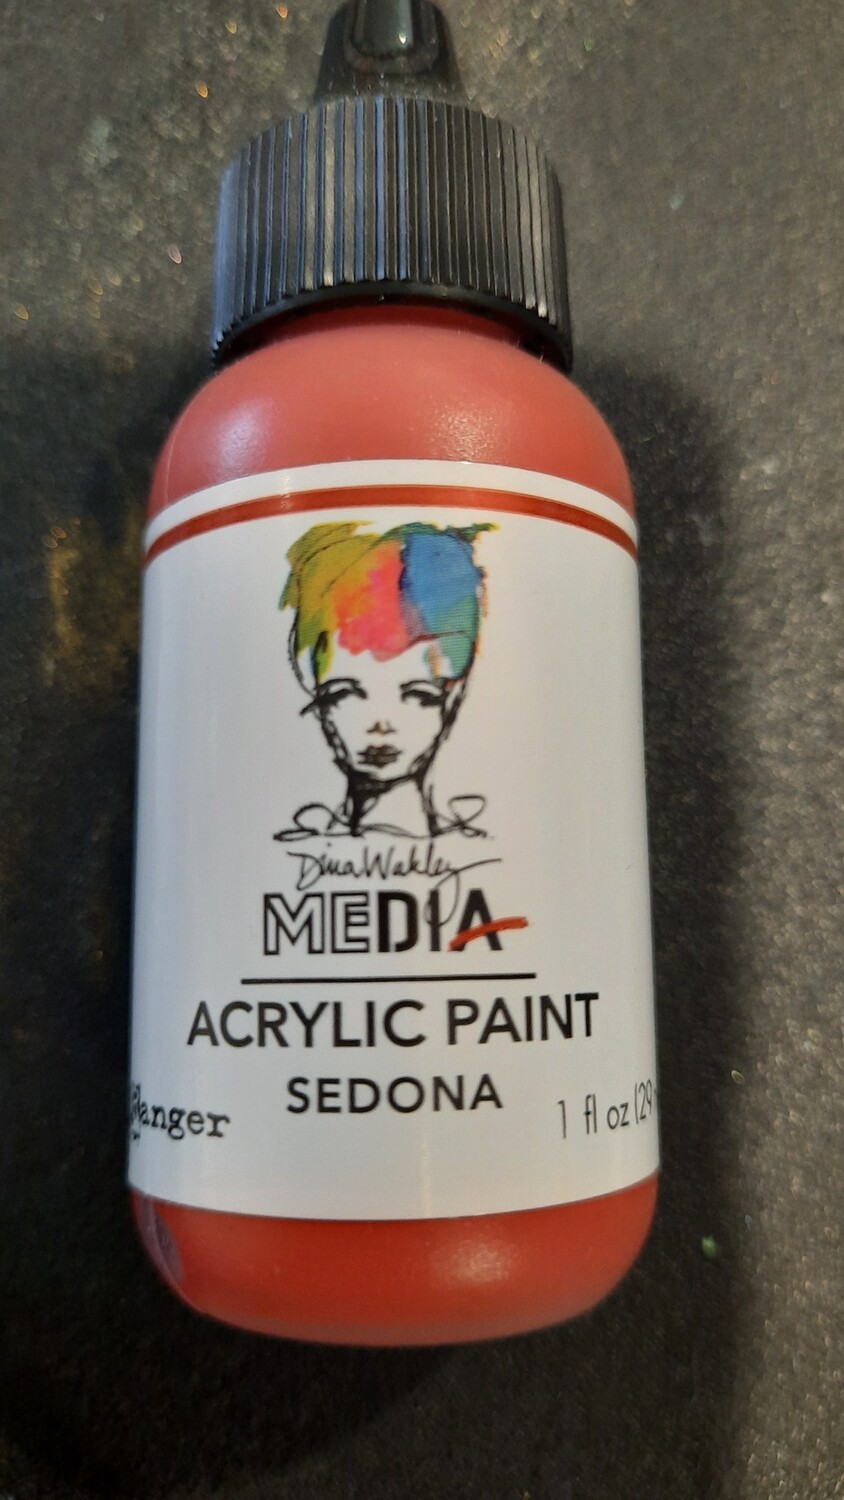 Dina Wakley
MEDIA
ACRYLIC PAINT
SEDONA
Ranger
1 fl oz (29